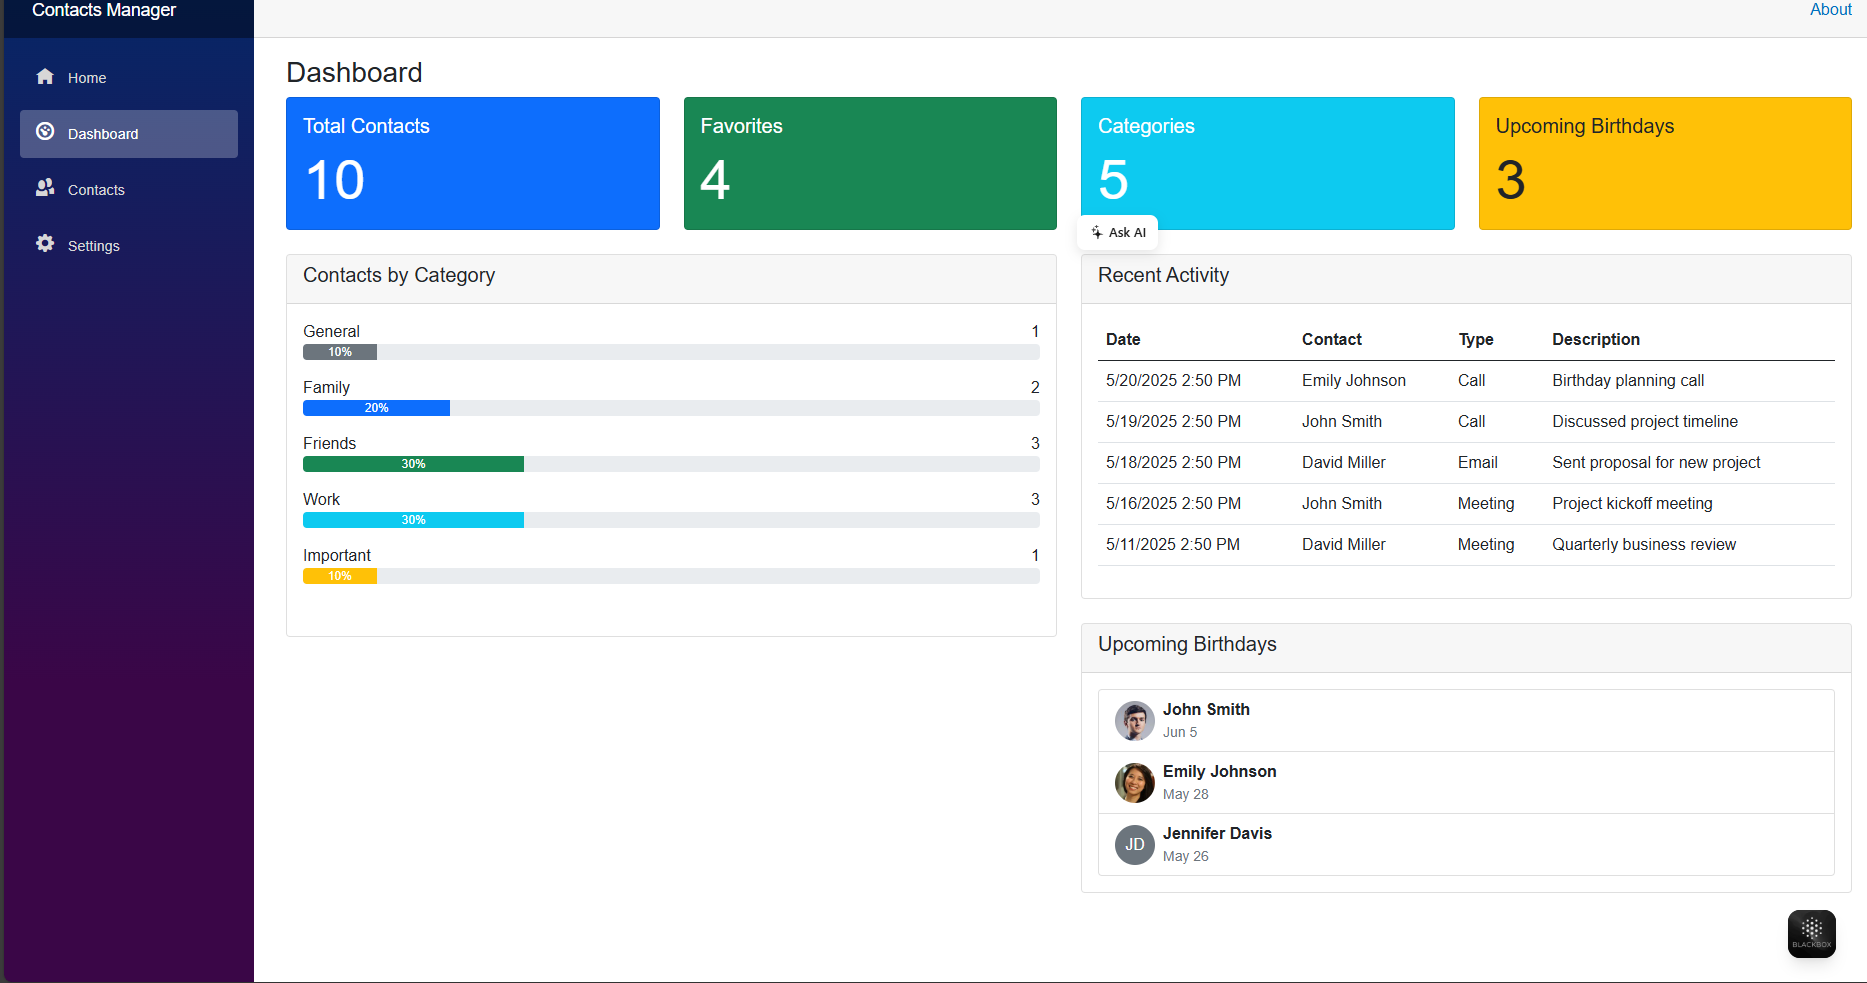 Contacts Manager
About
Home
Dashboard
Contacts
Settings
Dashboard
Total Contacts
10
Favorites
4
Categories
5
Upcoming Birthdays
3
Ask AI
Contacts by Category
General 1
10%
Family 2
20%
Friends 3
30%
Work 3
30%
Important 1
10%
Recent Activity
Date Contact Type Description
5/20/2025 2:50 PM Emily Johnson Call Birthday planning call
5/19/2025 2:50 PM John Smith Call Discussed project timeline
5/18/2025 2:50 PM David Miller Email Sent proposal for new project
5/16/2025 2:50 PM John Smith Meeting Project kickoff meeting
5/11/2025 2:50 PM David Miller Meeting Quarterly business review
Upcoming Birthdays
John Smith
Jun 5
Emily Johnson
May 28
JD
Jennifer Davis
May 26
BLACKBOX